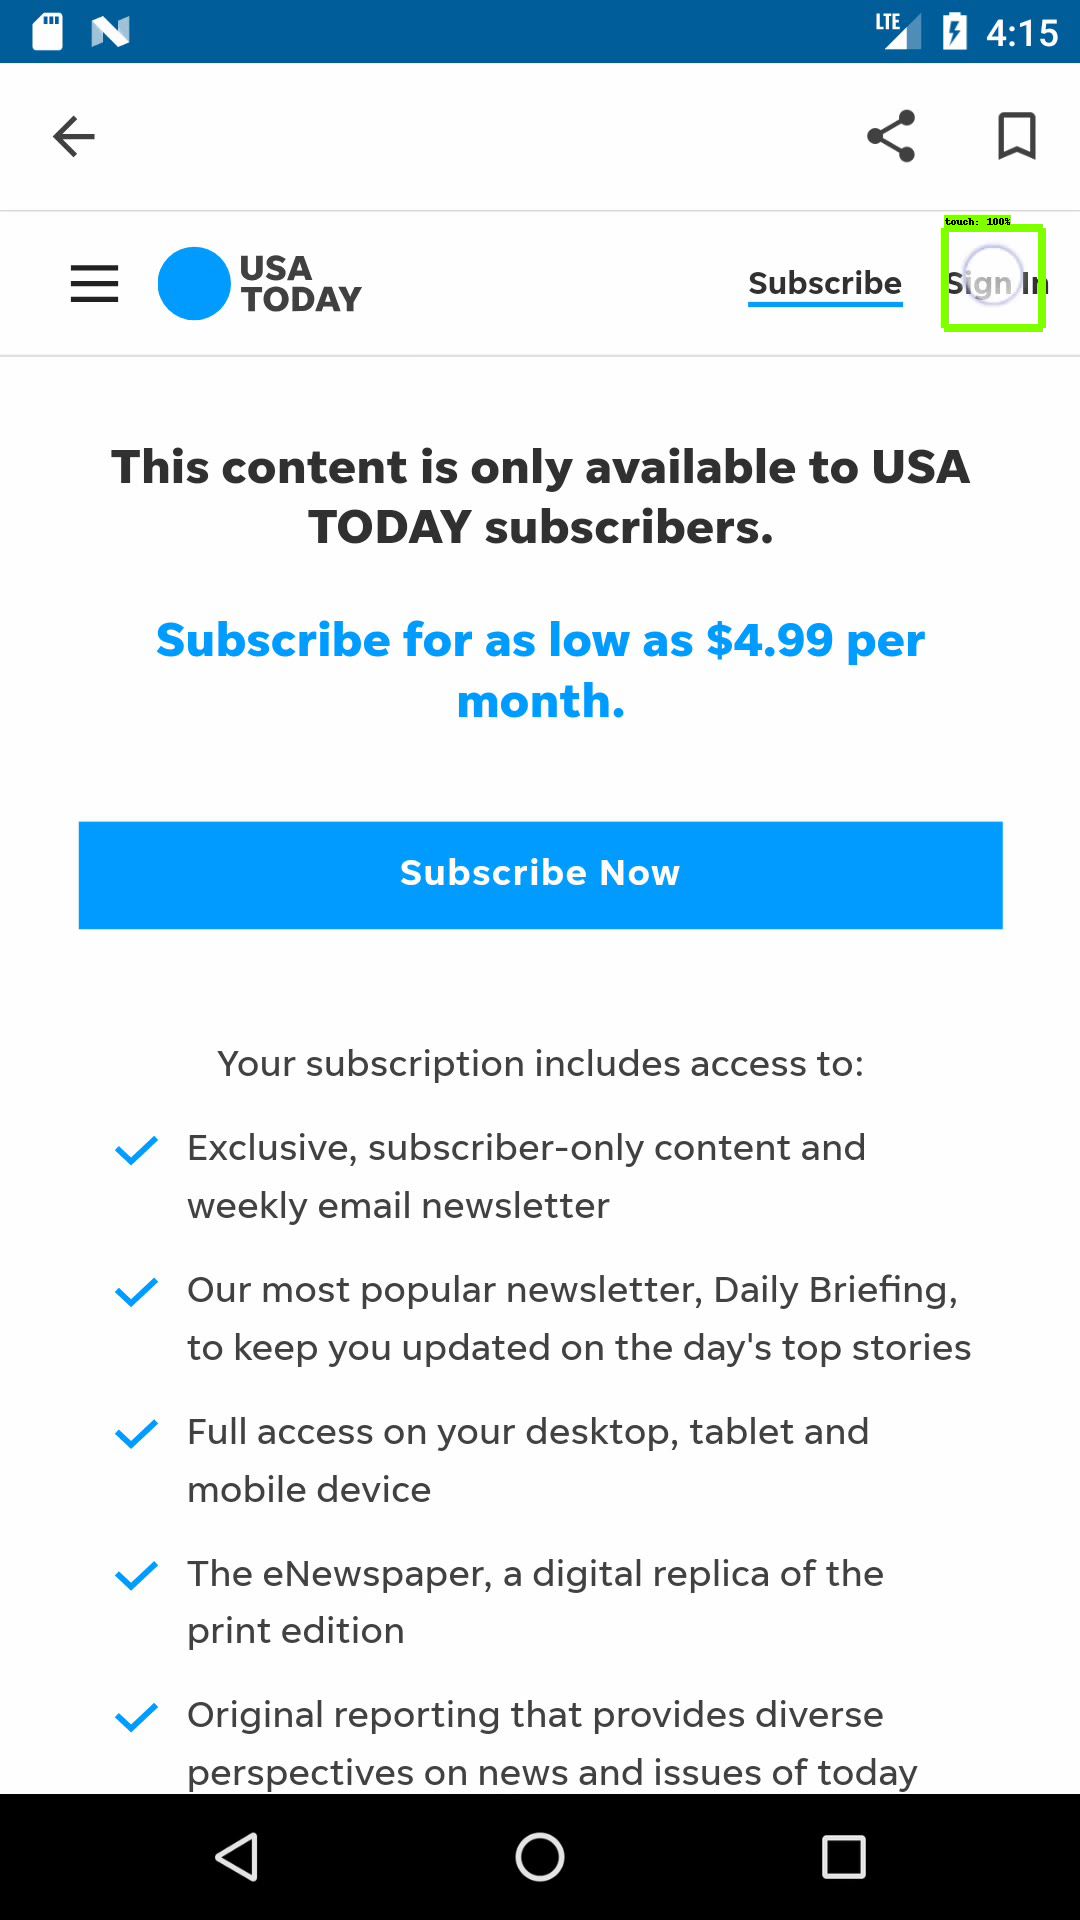 LTE 4:15
touch: 100%
USA
TODAY
Subscribe
Sign In
This content is only available to USA
TODAY subscribers.
Subscribe for as low as $4.99 per
month.
Subscribe Now
Your subscription includes access to:
Exclusive, subscriber-only content and
weekly email newsletter
Our most popular newsletter, Daily Briefing,
to keep you updated on the day's top stories
Full access on your desktop, tablet and
mobile device
The eNewspaper, a digital replica of the
print edition
Original reporting that provides diverse
perspectives on news and issues of today